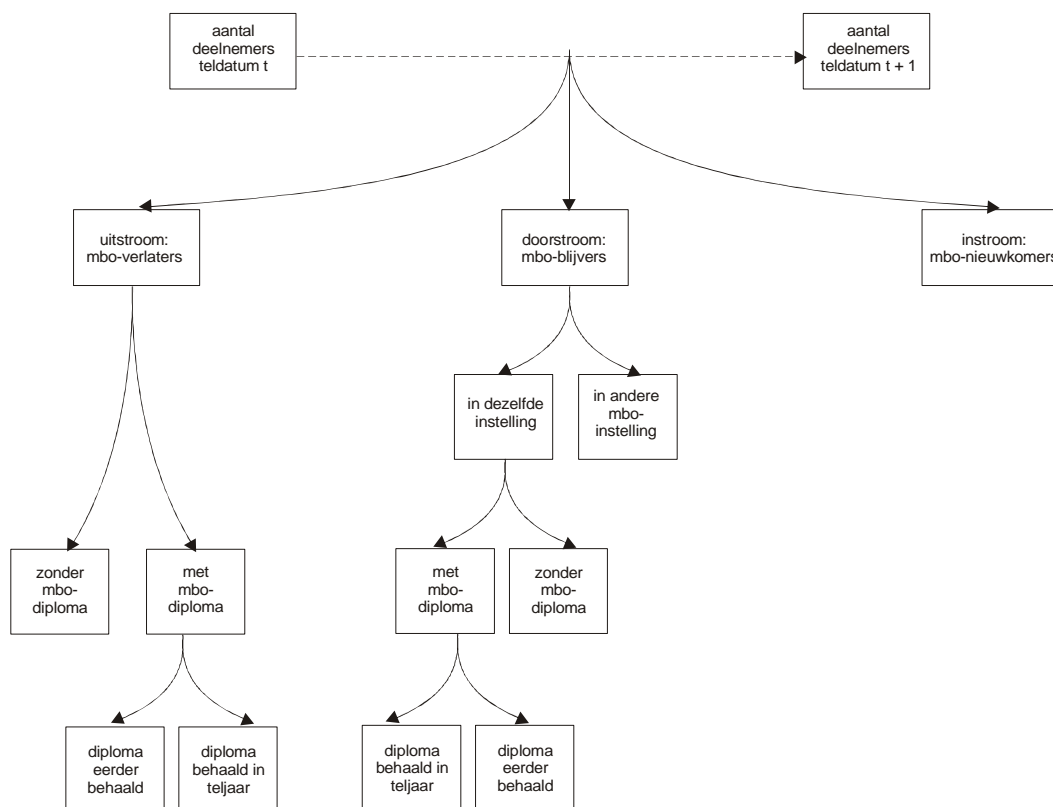 aantal
deelnemers
teldatum t
aantal
deelnemers
teldatum t + 1
uitstroom:
mbo-verlaters
doorstroom:
mbo-blijvers
instroom:
mbo-nieuwkomers
in dezelfde
instelling
in andere
mbo-
instelling
zonder
mbo-
diploma
met
mbo-
diploma
met
mbo-
diploma
zonder
mbo-
diploma
diploma
eerder
behaald
diploma
behaald in
teljaar
diploma
behaald in
teljaar
diploma
eerder
behaald